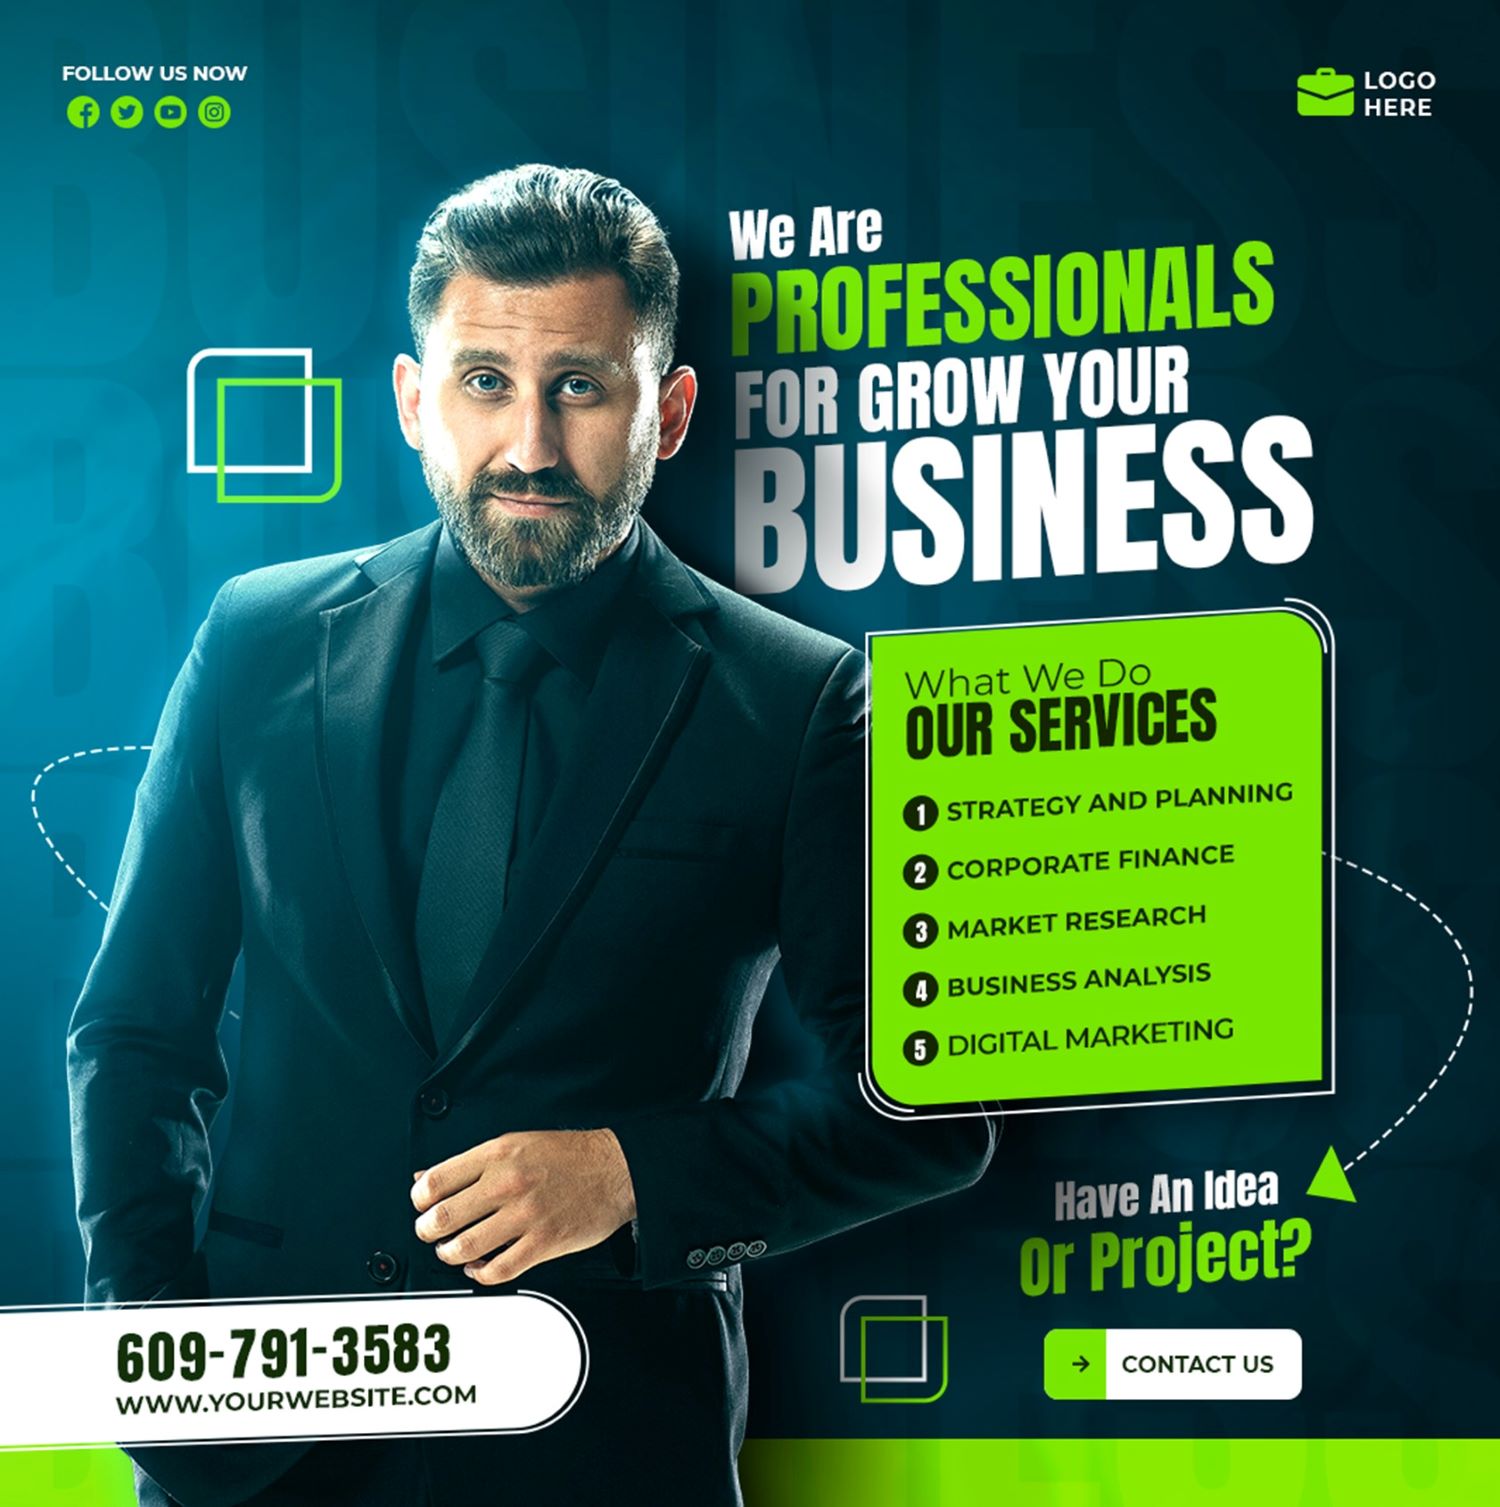 FOLLOW US NOW
LOGO
HERE
We Are
PROFESSIONALS
FOR GROW YOUR
BUSINESS
What We Do
OUR SERVICES
1 STRATEGY AND PLANNING
2 CORPORATE FINANCE
3 MARKET RESEARCH
4 BUSINESS ANALYSIS
5 DIGITAL MARKETING
Have An Idea
Or Project?
CONTACT US
609-791-3583
WWW.YOURWEBSITE.COM
BUSINESS